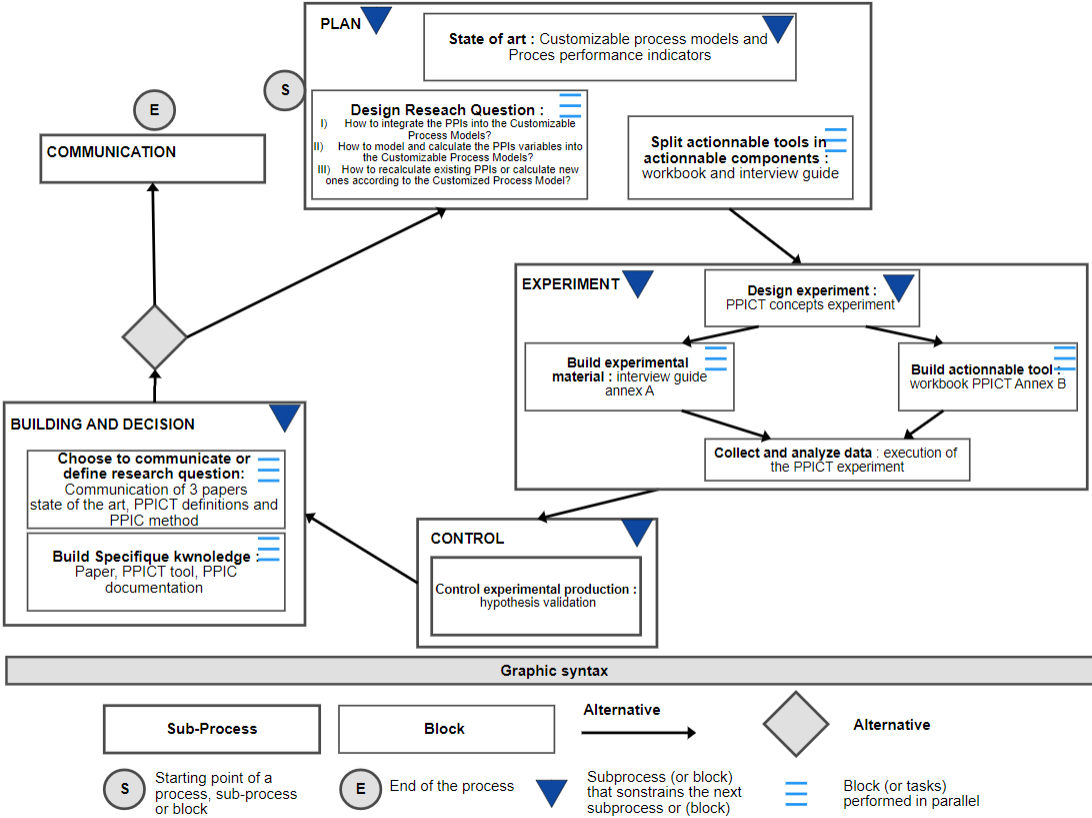 PLAN
State of art : Customizable process models and
Proces performance indicators
S
Design Reseach Question :
I) How to integrate the PPIs into the Customizable
Process Models?
II) How to model and calculate the PPIs variables into
the Customizable Process Models?
III) How to recalculate existing PPIs or calculate new
ones according to the Customized Process Model?
Split actionnable tools in
actionnable components :
workbook and interview guide
E
COMMUNICATION
EXPERIMENT
Design experiment :
PPICT concepts experiment
Build experimental
material : interview guide
annex A
Build actionnable tool :
workbook PPICT Annex B
Collect and analyze data : execution of
the PPICT experiment
BUILDING AND DECISION
Choose to communicate or
define research question:
Communication of 3 papers
state of the art, PPICT definitions and
PPIC method
Build Specifique kwnoledge :
Paper, PPICT tool, PPIC
documentation
CONTROL
Control experimental production :
hypothesis validation
Graphic syntax
Sub-Process
Block
Alternative
Alternative
S
Starting point of a
process, sub-process
or block
E
End of the process
Subprocess (or block)
that sonstrains the next
subprocess or (block)
Block (or tasks)
performed in parallel